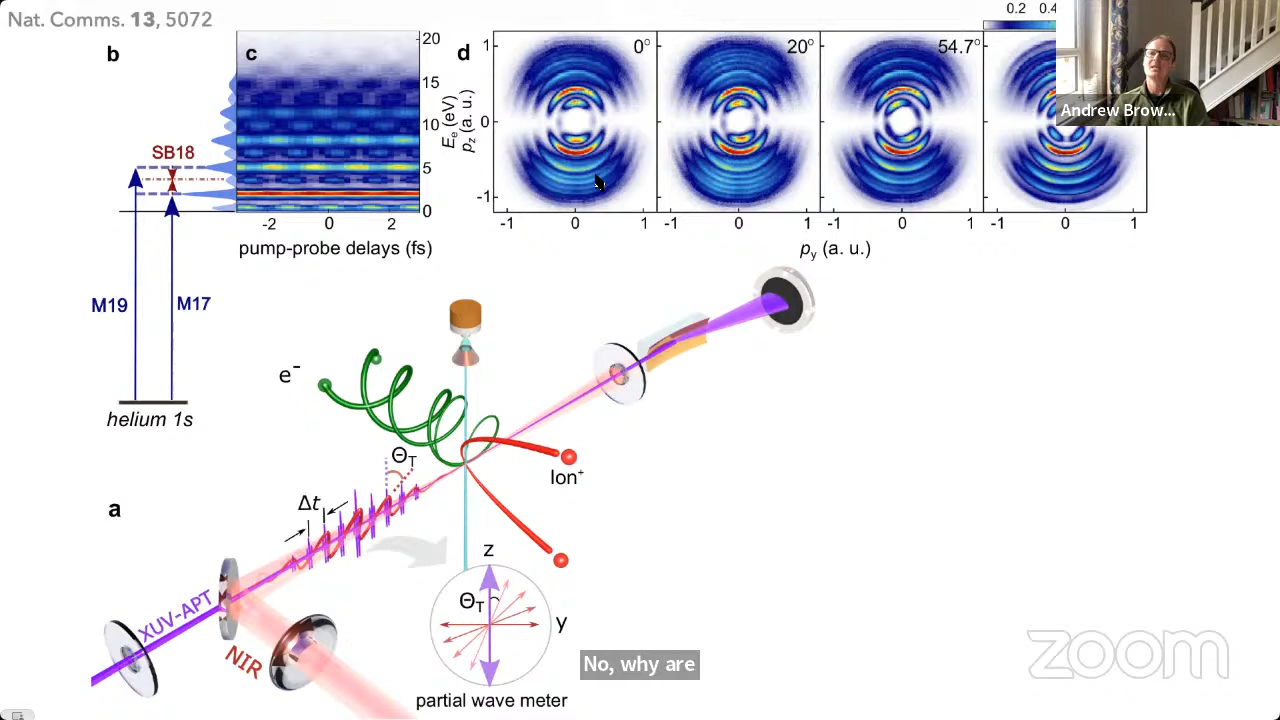 Nat. Comms. 13, 5072
0.2 0.4
b
c
d
20
15
10
5
0
Eₑ (eV)
p_z (a. u.)
1
0
-1
0°
20°
54.7°
Andrew Brow...
SB18
-2 0 2
-1 0 1
-1 0 1
-1 0 1
-1 0 1
pump-probe delays (fs)
p_y (a. u.)
M19
M17
helium 1s
e⁻
Θ_T
Ion⁺
a
Δt
z
Θ_T
y
XUV-APT
NIR
No, why are
partial wave meter
zoom